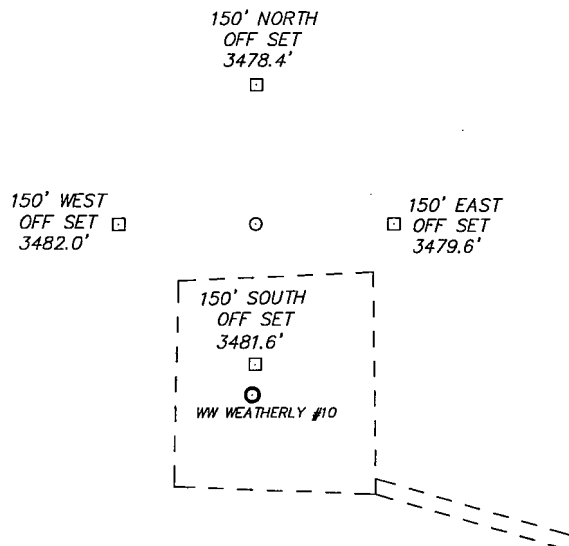 150' NORTH
OFF SET
3478.4'
150' WEST
OFF SET
3482.0'
150' EAST
OFF SET
3479.6'
150' SOUTH
OFF SET
3481.6'
WW WEATHERLY #10